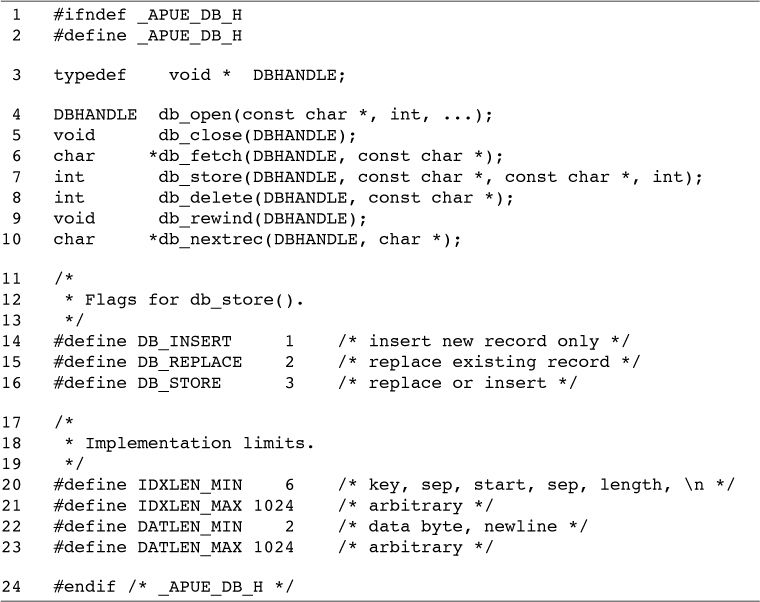 1 #ifndef _APUE_DB_H
2 #define _APUE_DB_H
3 typedef void * DBHANDLE;
4 DBHANDLE db_open(const char *, int, ...);
5 void db_close(DBHANDLE);
6 char *db_fetch(DBHANDLE, const char *);
7 int db_store(DBHANDLE, const char *, const char *, int);
8 int db_delete(DBHANDLE, const char *);
9 void db_rewind(DBHANDLE);
10 char *db_nextrec(DBHANDLE, char *);
11 /*
12 * Flags for db_store().
13 */
14 #define DB_INSERT 1 /* insert new record only */
15 #define DB_REPLACE 2 /* replace existing record */
16 #define DB_STORE 3 /* replace or insert */
17 /*
18 * Implementation limits.
19 */
20 #define IDXLEN_MIN 6 /* key, sep, start, sep, length, \n */
21 #define IDXLEN_MAX 1024 /* arbitrary */
22 #define DATLEN_MIN 2 /* data byte, newline */
23 #define DATLEN_MAX 1024 /* arbitrary */
24 #endif /* _APUE_DB_H */